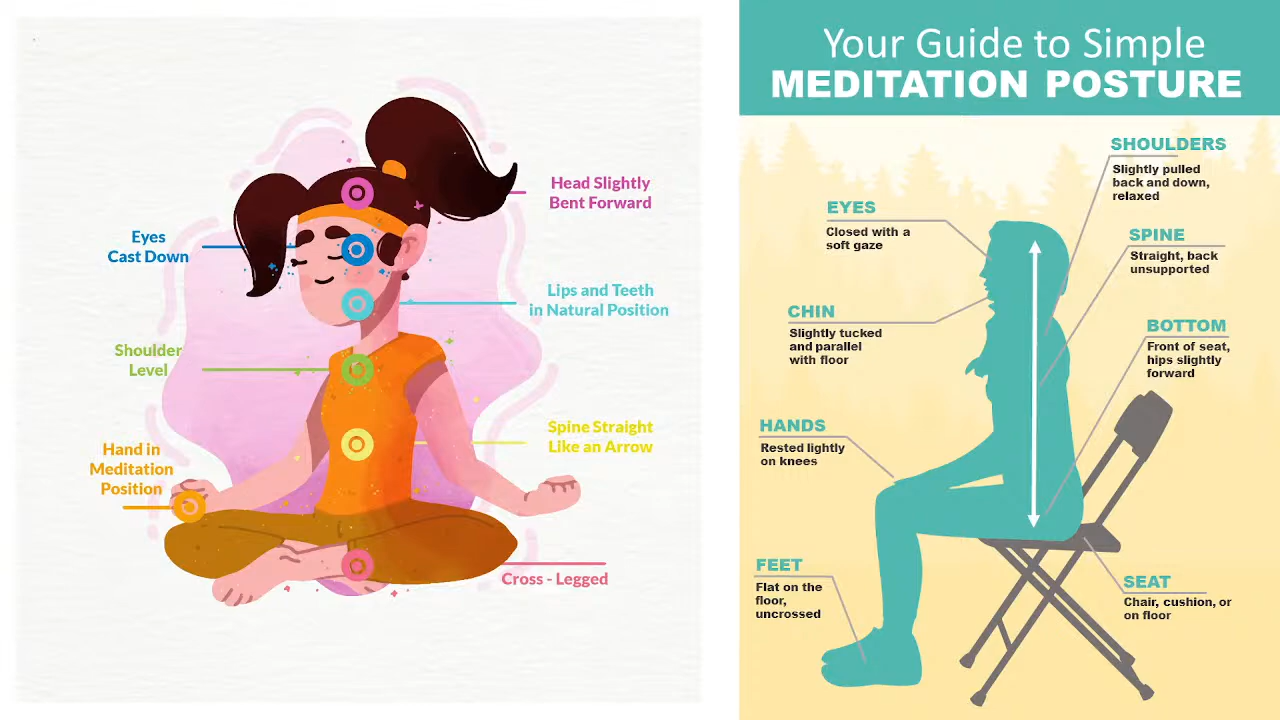 Head Slightly
Bent Forward
Eyes
Cast Down
Lips and Teeth
in Natural Position
Shoulder
Level
Spine Straight
Like an Arrow
Hand in
Meditation
Position
Cross - Legged
Your Guide to Simple
MEDITATION POSTURE
SHOULDERS
Slightly pulled
back and down,
relaxed
EYES
Closed with a
soft gaze
SPINE
Straight, back
unsupported
CHIN
Slightly tucked
and parallel
with floor
BOTTOM
Front of seat,
hips slightly
forward
HANDS
Rested lightly
on knees
FEET
Flat on the
floor,
uncrossed
SEAT
Chair, cushion, or
on floor